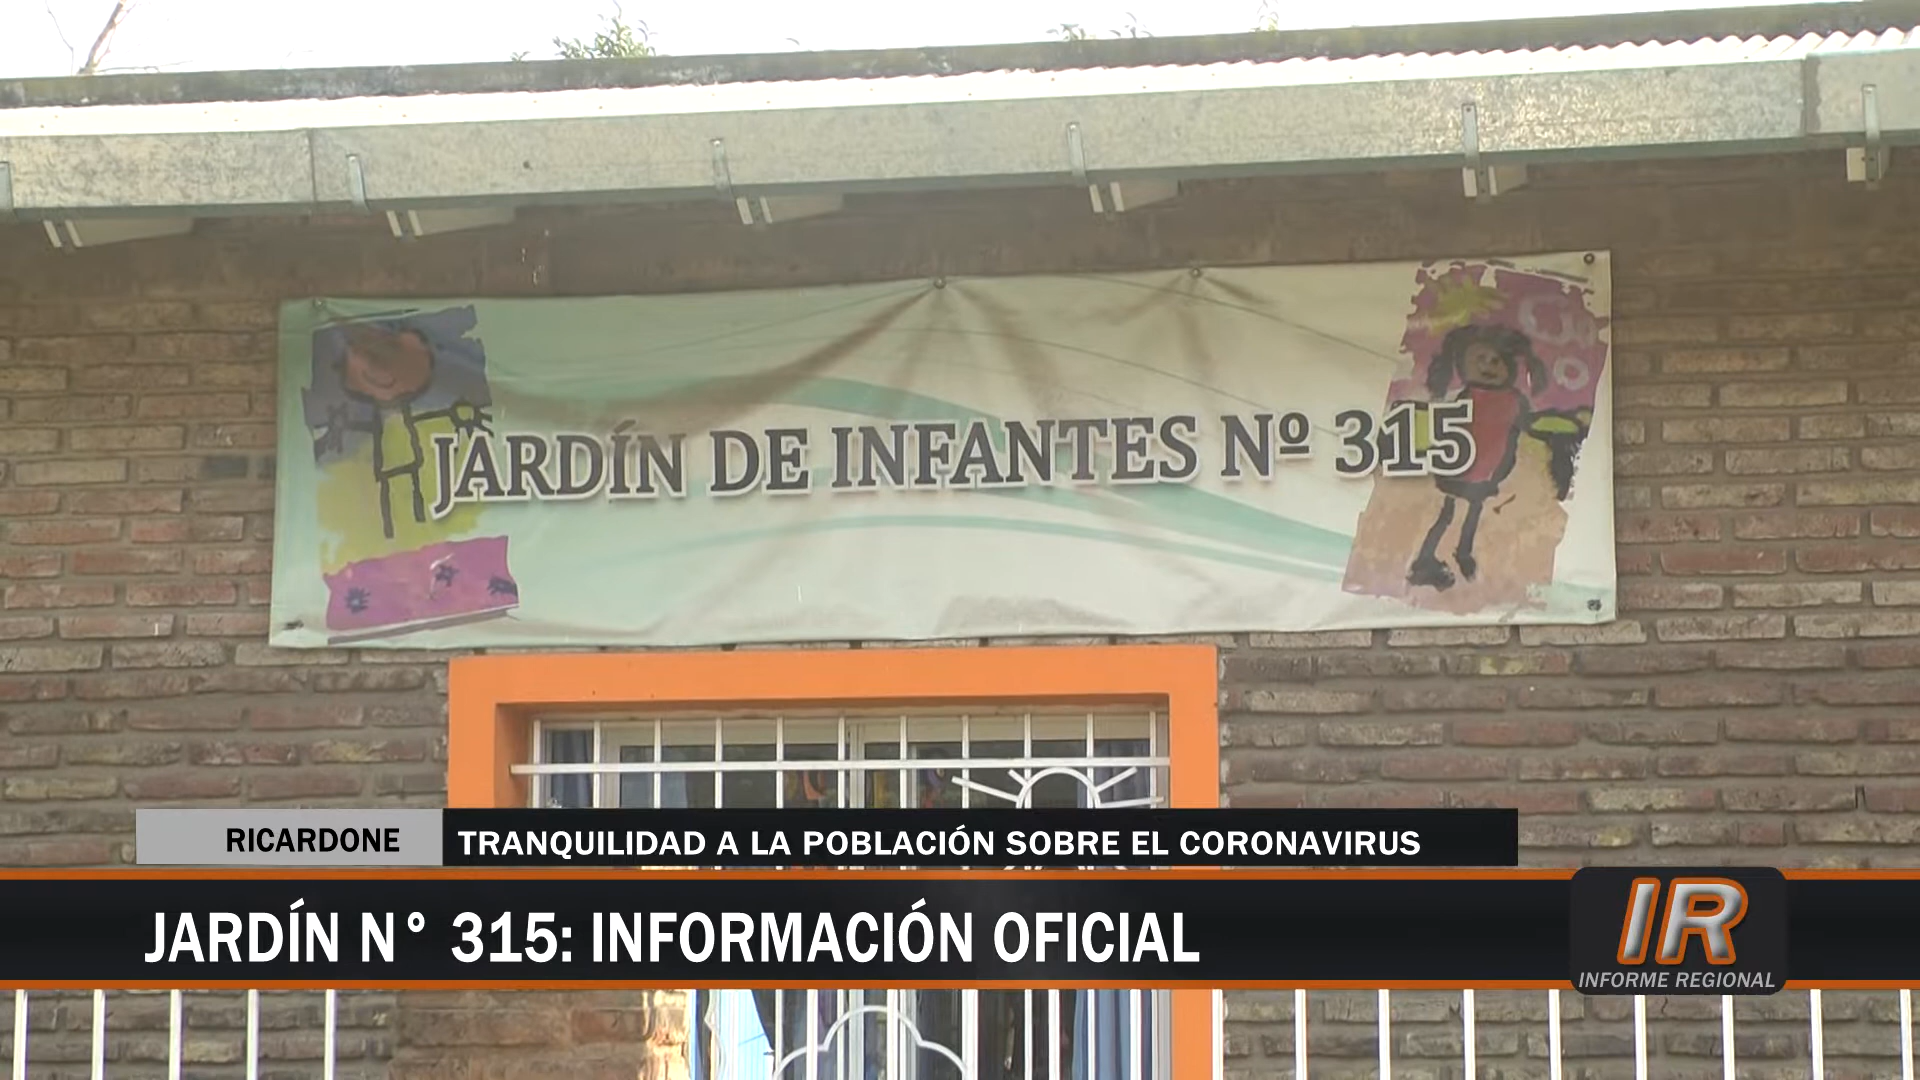 JARDÍN DE INFANTES Nº 315
RICARDONE
TRANQUILIDAD A LA POBLACIÓN SOBRE EL CORONAVIRUS
JARDÍN N° 315: INFORMACIÓN OFICIAL
IR
INFORME REGIONAL